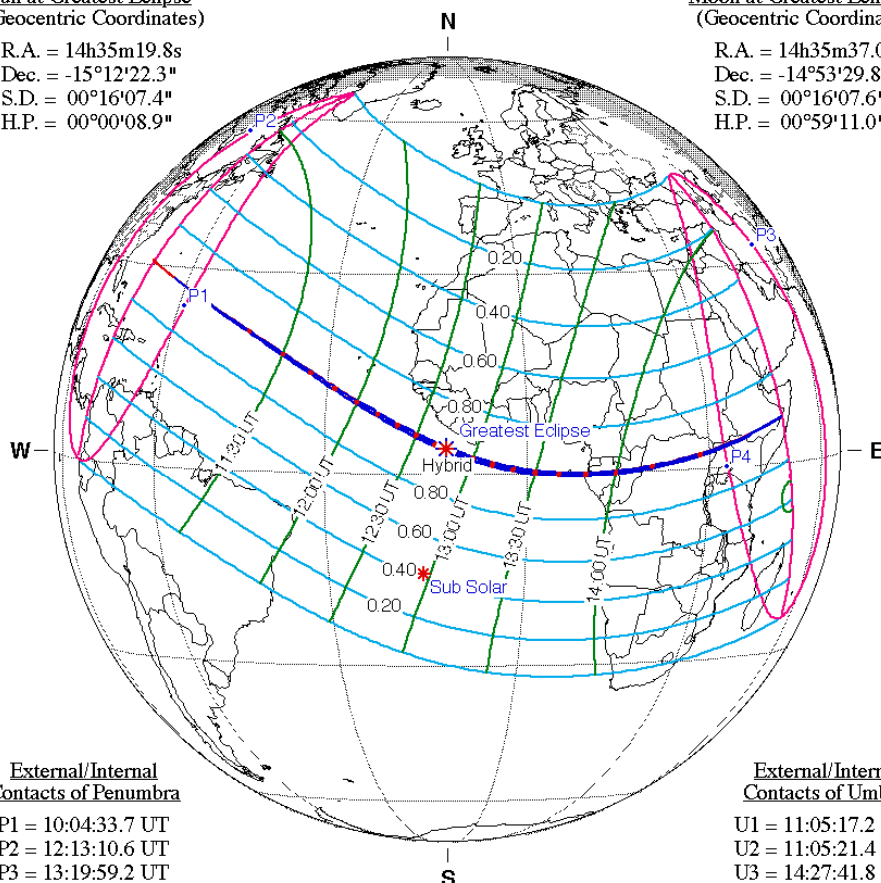 (Geocentric Coordinates)
R.A. = 14h35m19.8s
Dec. = -15°12'22.3"
S.D. = 00°16'07.4"
H.P. = 00°00'08.9"
N
(Geocentric Coordina
R.A. = 14h35m37.0
Dec. = -14°53'29.8
S.D. = 00°16'07.6'
H.P. = 00°59'11.0'
P2
P3
P1
0.20
0.40
0.60
0.80
Greatest Eclipse
W
E
Hybrid
P4
11:30 UT
12:00 UT
12:30 UT
13:00 UT
13:30 UT
14:00 UT
0.80
0.60
0.40
Sub Solar
0.20
External/Internal
Contacts of Penumbra
P1 = 10:04:33.7 UT
P2 = 12:13:10.6 UT
P3 = 13:19:59.2 UT
External/Intern
Contacts of Umb
U1 = 11:05:17.2
U2 = 11:05:21.4
U3 = 14:27:41.8
S